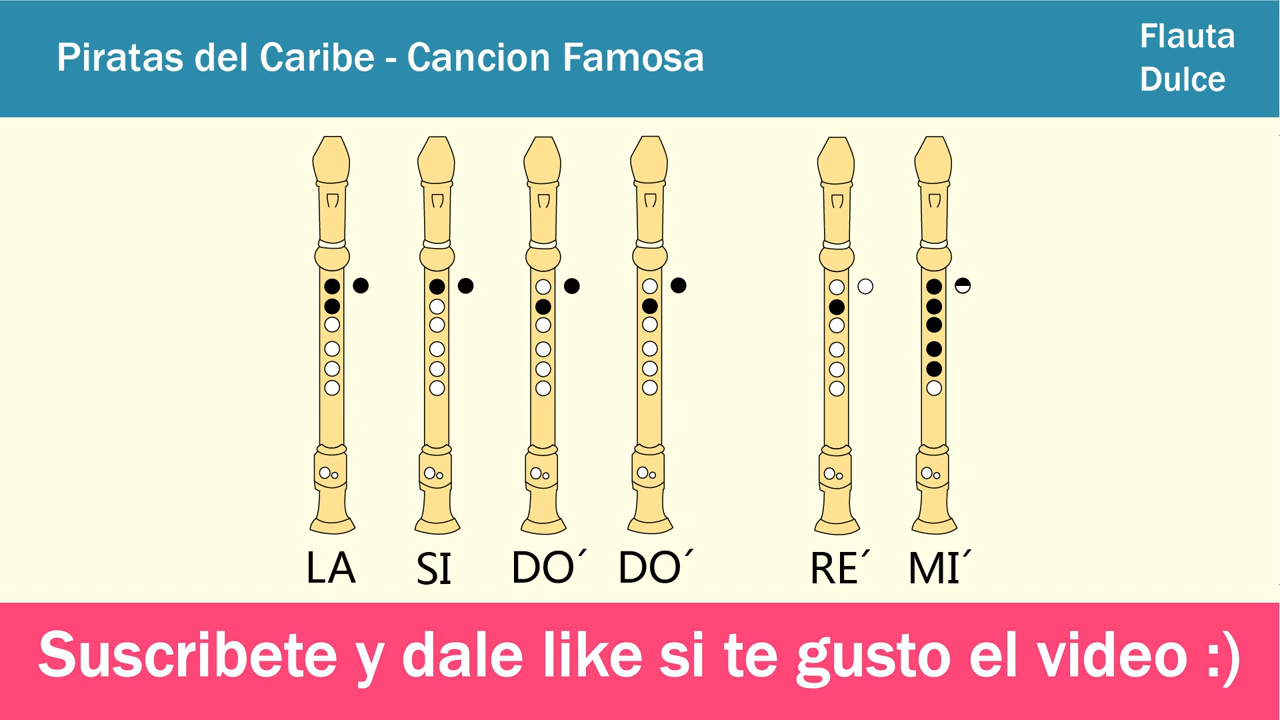 Piratas del Caribe - Cancion Famosa
Flauta
Dulce
LA SI DO´ DO´ RE´ MI´
Suscribete y dale like si te gusto el video :)